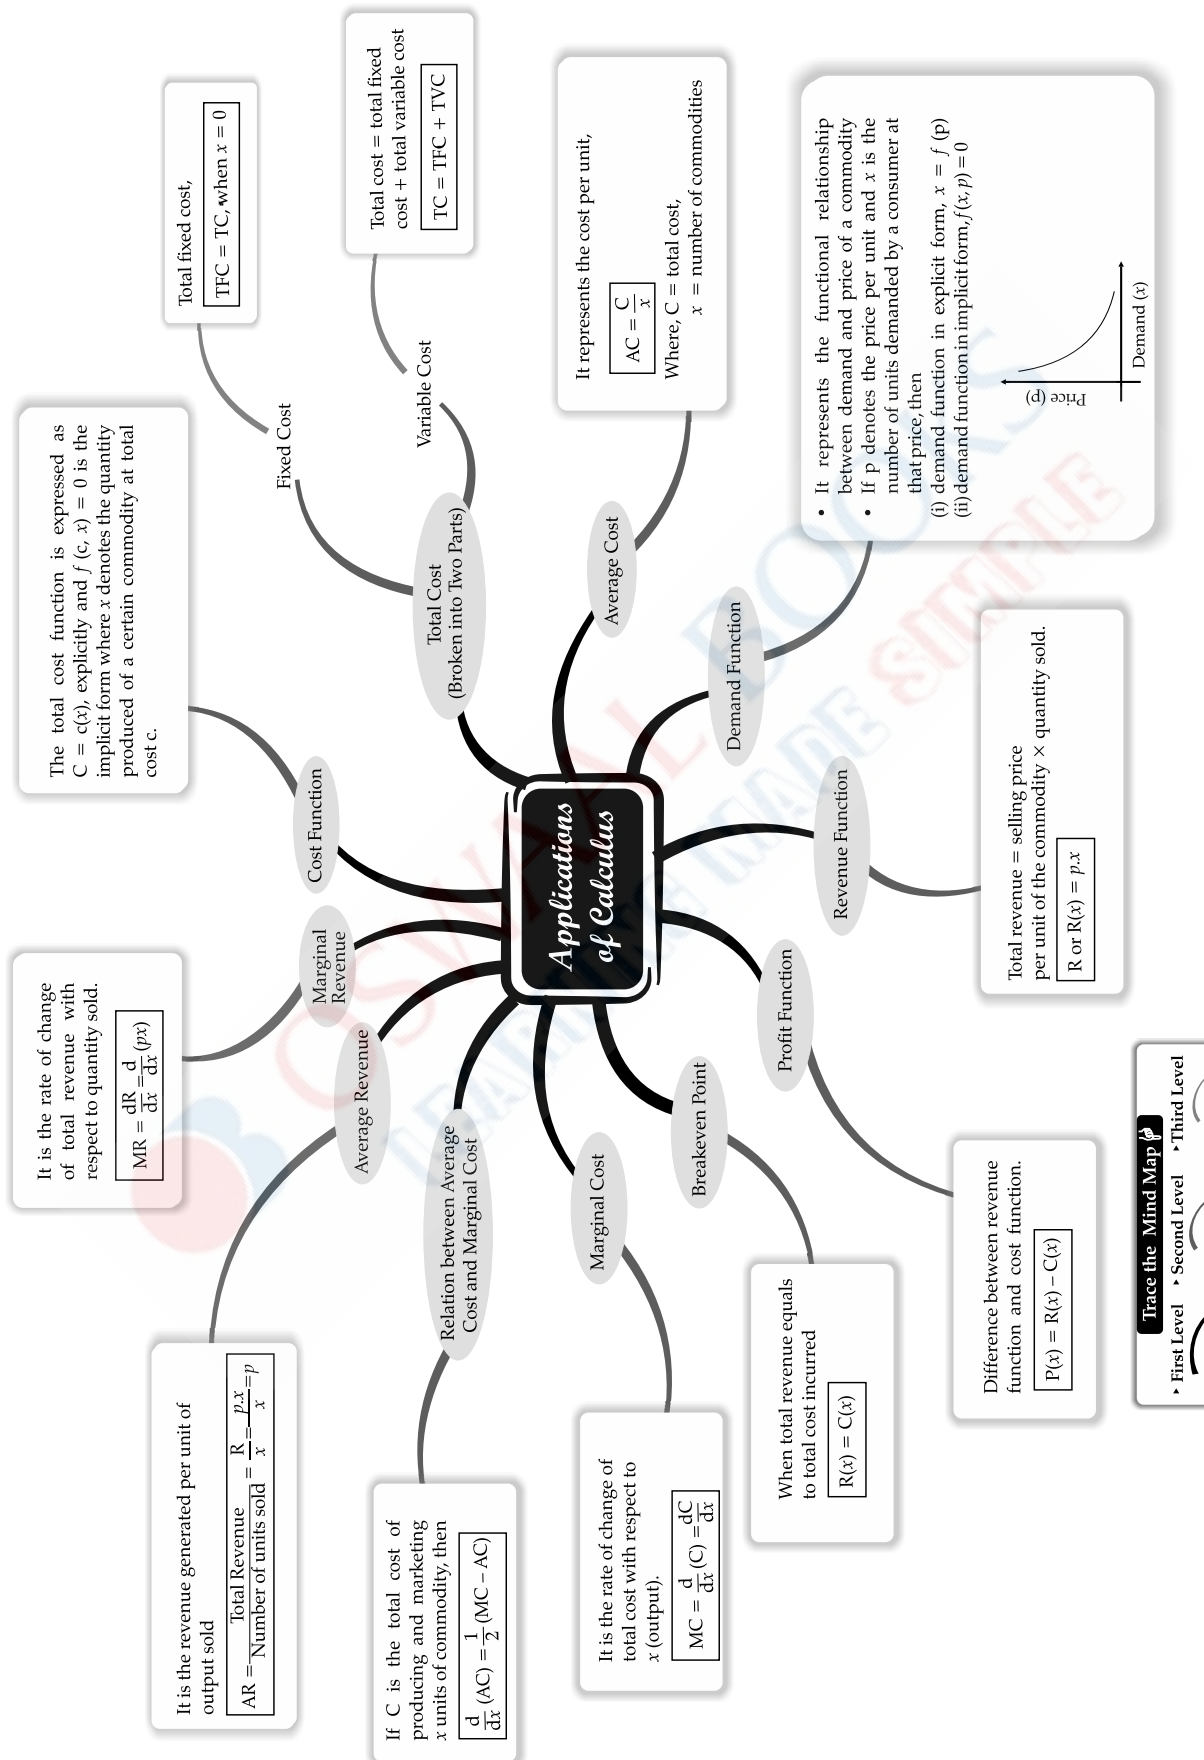 Applications
of Calculus
Cost Function
The total cost function is expressed as
C = c(x), explicitly and f (c, x) = 0 is the
implicit form where x denotes the quantity
produced of a certain commodity at total
cost c.
Total Cost
(Broken into Two Parts)
Fixed Cost
Total fixed cost,
TFC = TC, when x = 0
Variable Cost
Total cost = total fixed
cost + total variable cost
TC = TFC + TVC
Average Cost
It represents the cost per unit,
AC = C/x
Where, C = total cost,
x = number of commodities
Demand Function
• It represents the functional relationship
between demand and price of a commodity
• If p denotes the price per unit and x is the
number of units demanded by a consumer at
that price, then
(i) demand function in explicit form, x = f (p)
(ii) demand function in implicit form, f (x, p) = 0
Price (p)
Demand (x)
Revenue Function
Total revenue = selling price
per unit of the commodity × quantity sold.
R or R(x) = p.x
Profit Function
Difference between revenue
function and cost function.
P(x) = R(x) – C(x)
Breakeven Point
When total revenue equals
to total cost incurred
R(x) = C(x)
Marginal Cost
It is the rate of change of
total cost with respect to
x (output).
MC = d/dx (C) = dC/dx
Relation between Average
Cost and Marginal Cost
If C is the total cost of
producing and marketing
x units of commodity, then
d/dx (AC) = 1/2 (MC – AC)
Average Revenue
It is the revenue generated per unit of
output sold
AR = Total Revenue/Number of units sold = R/x = p.x/x = p
Marginal
Revenue
It is the rate of change
of total revenue with
respect to quantity sold.
MR = dR/dx = d/dx (px)
Trace the Mind Map
First Level
Second Level
Third Level
OSWAAL BOOKS
LEARNING MADE SIMPLE